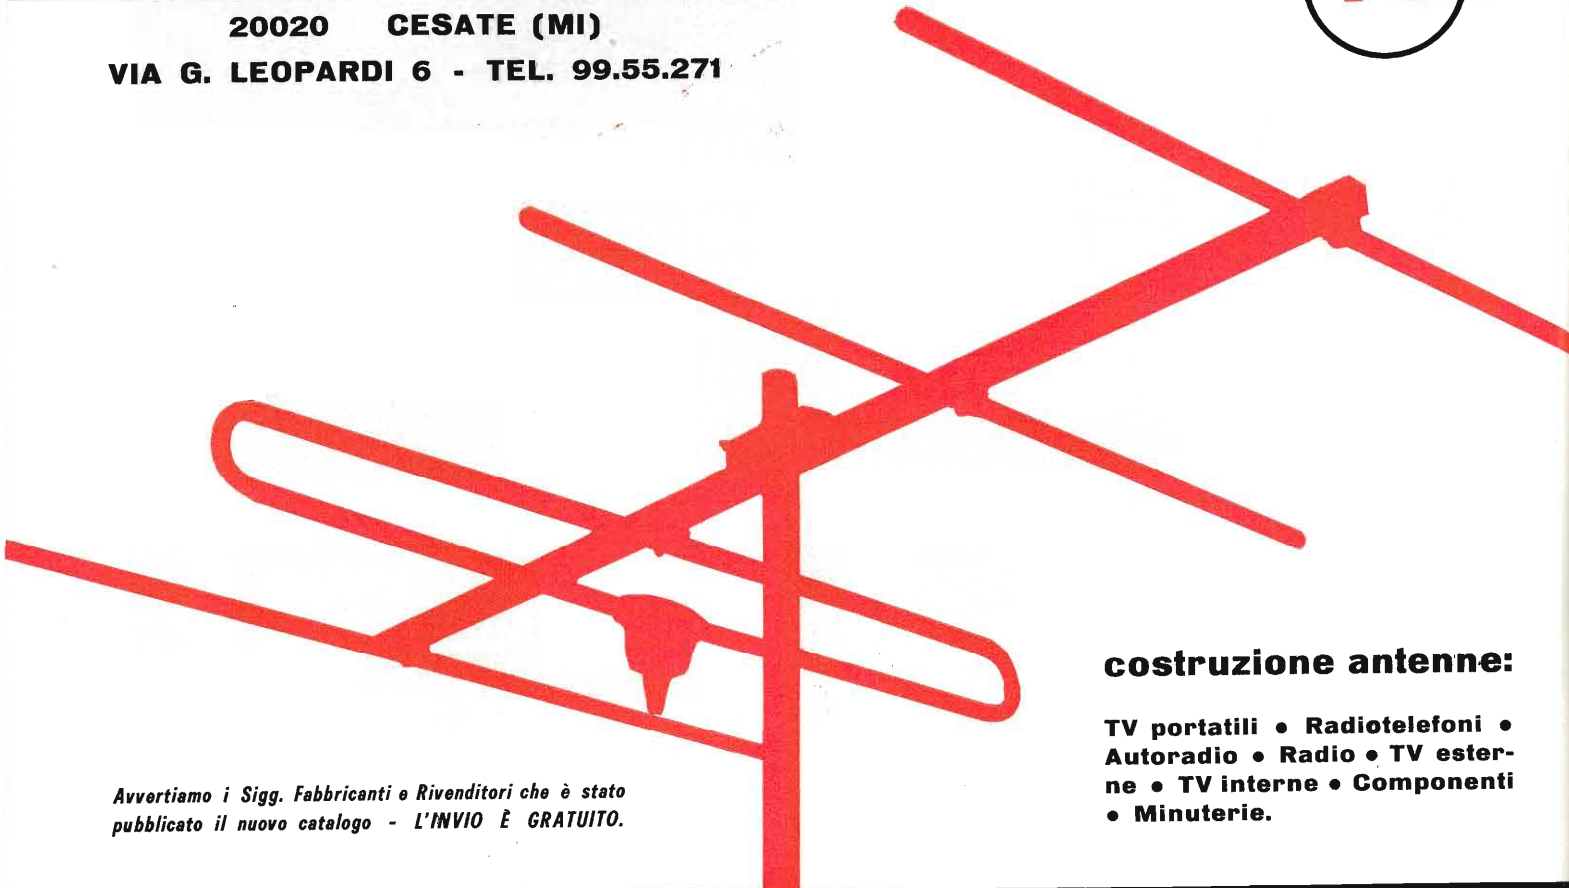 20020 CESATE (MI)
VIA G. LEOPARDI 6 - TEL. 99.55.271
costruzione antenne:
TV portatili • Radiotelefoni •
Autoradio • Radio • TV ester-
ne • TV interne • Componenti
• Minuterie.
Avvertiamo i Sigg. Fabbricanti e Rivenditori che è stato
pubblicato il nuovo catalogo - L'INVIO È GRATUITO.